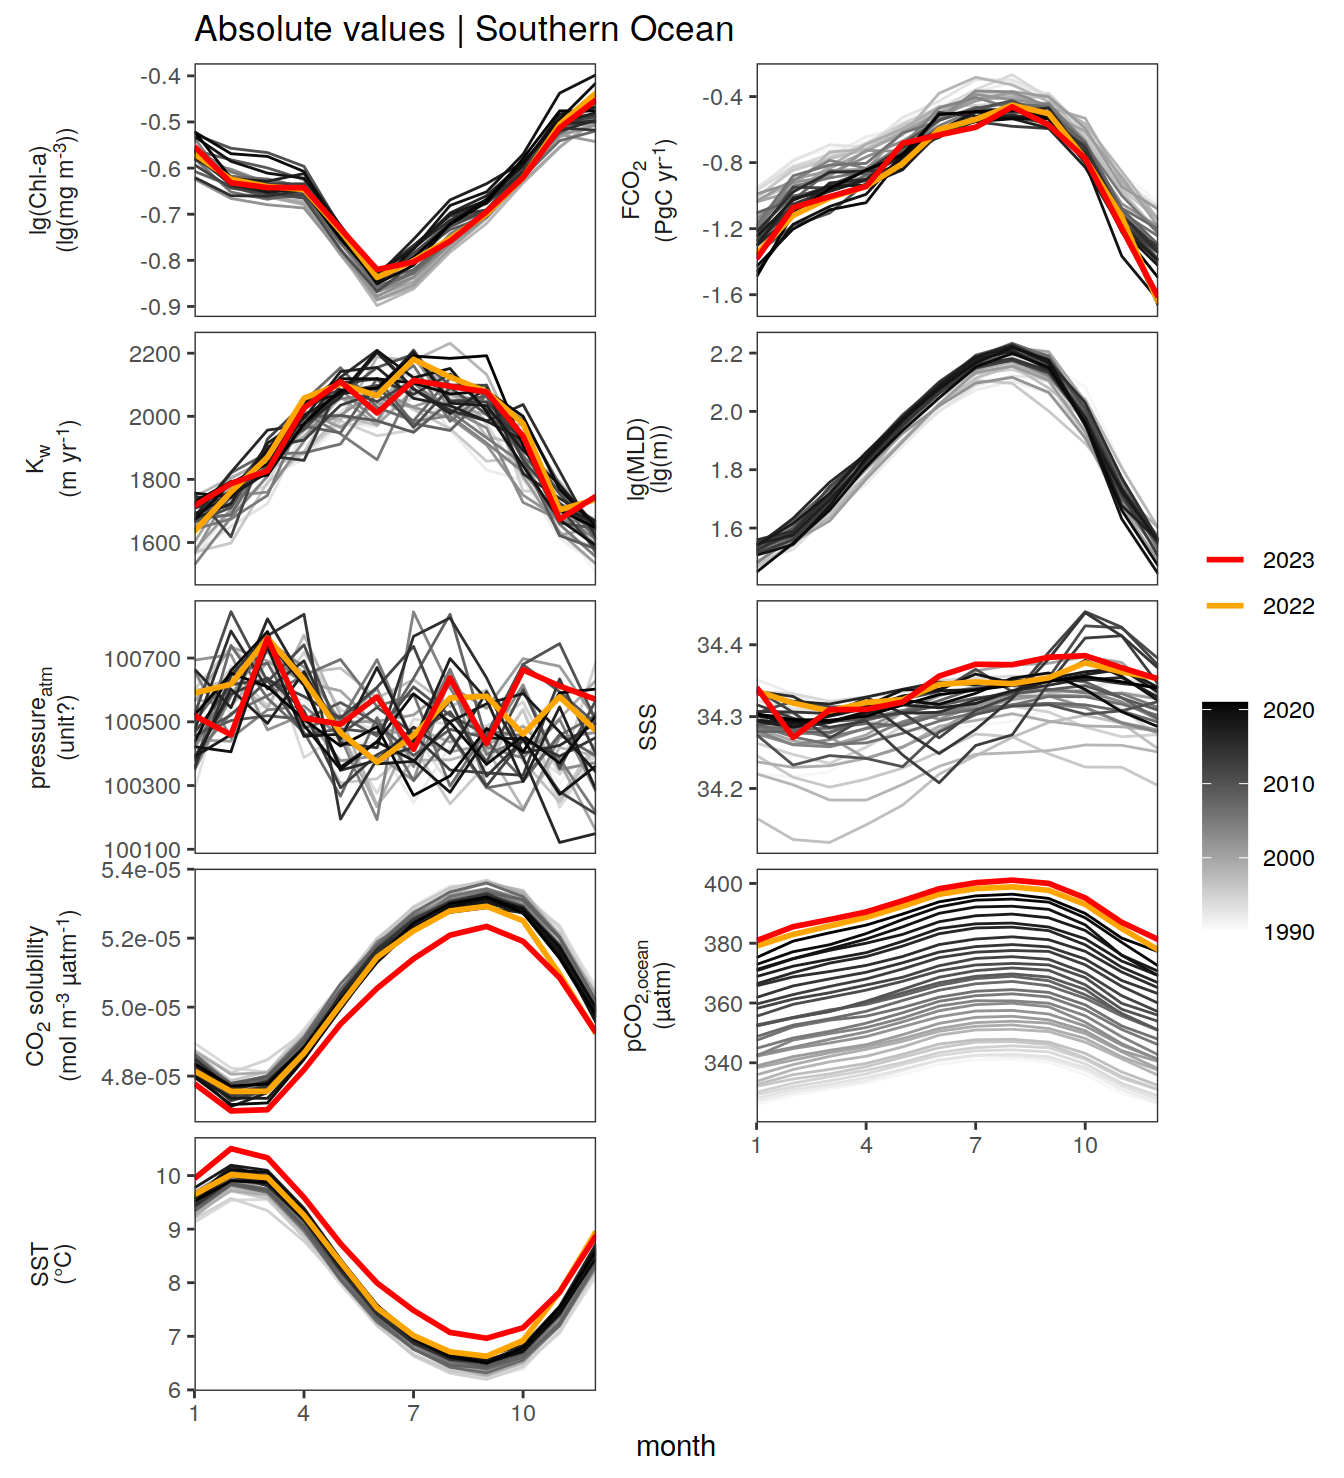 Absolute values | Southern Ocean
lg(Chl-a)
(lg(mg m⁻³))
-0.4
-0.5
-0.6
-0.7
-0.8
-0.9
FCO₂
(PgC yr⁻¹)
-0.4
-0.8
-1.2
-1.6
K_w
(m yr⁻¹)
2200
2000
1800
1600
lg(MLD)
(lg(m))
2.2
2.0
1.8
1.6
pressure_atm
(unit?)
100700
100500
100300
100100
SSS
34.4
34.3
34.2
CO₂ solubility
(mol m⁻³ µatm⁻¹)
5.4e-05
5.2e-05
5.0e-05
4.8e-05
pCO₂,ocean
(µatm)
400
380
360
340
1 4 7 10
SST
(°C)
10
9
8
7
6
1 4 7 10
month
2023
2022
2020
2010
2000
1990